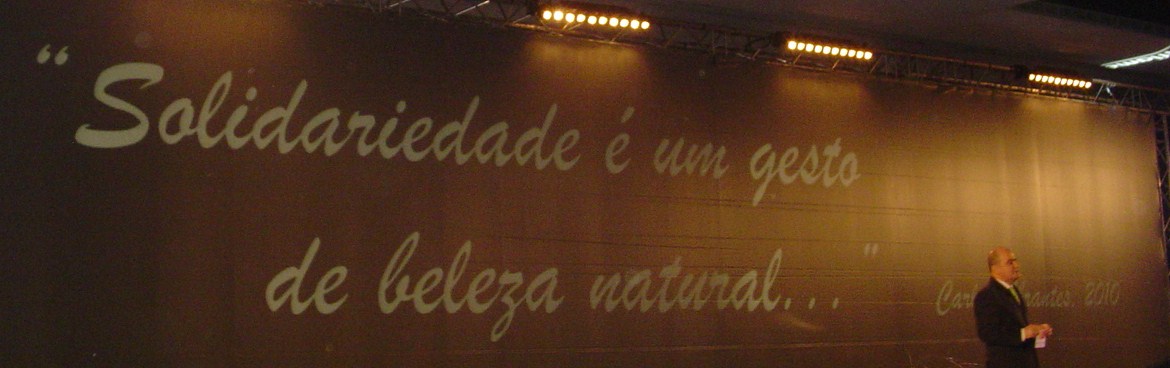 “Solidariedade é um gesto
de beleza natural...”
2010